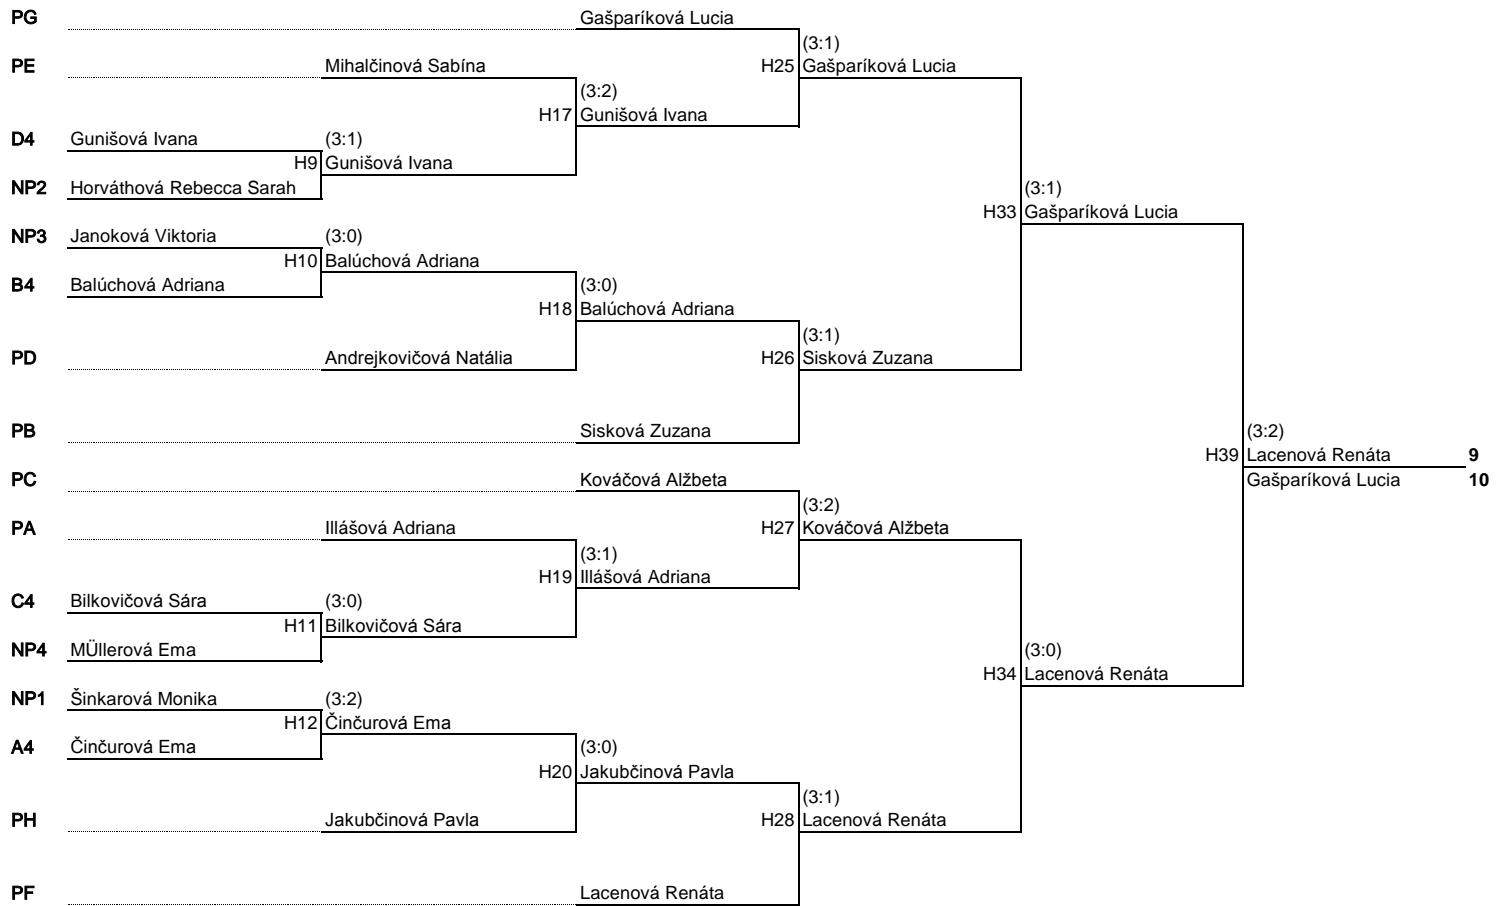 PG Gašparíková Lucia
(3:1)
PE Mihalčinová Sabína H25 Gašparíková Lucia
(3:2)
H17 Gunišová Ivana
D4 Gunišová Ivana (3:1)
H9 Gunišová Ivana
NP2 Horváthová Rebecca Sarah (3:1)
H33 Gašparíková Lucia
NP3 Janoková Viktoria (3:0)
H10 Balúchová Adriana
B4 Balúchová Adriana (3:0)
H18 Balúchová Adriana
(3:1)
PD Andrejkovičová Natália H26 Sisková Zuzana
PB Sisková Zuzana (3:2)
H39 Lacenová Renáta 9
PC Kováčová Alžbeta Gašparíková Lucia 10
(3:2)
PA Illášová Adriana H27 Kováčová Alžbeta
(3:1)
H19 Illášová Adriana
C4 Bilkovičová Sára (3:0)
H11 Bilkovičová Sára
NP4 MÜllerová Ema (3:0)
H34 Lacenová Renáta
NP1 Šinkarová Monika (3:2)
H12 Činčurová Ema
A4 Činčurová Ema (3:0)
H20 Jakubčinová Pavla
(3:1)
PH Jakubčinová Pavla H28 Lacenová Renáta
PF Lacenová Renáta